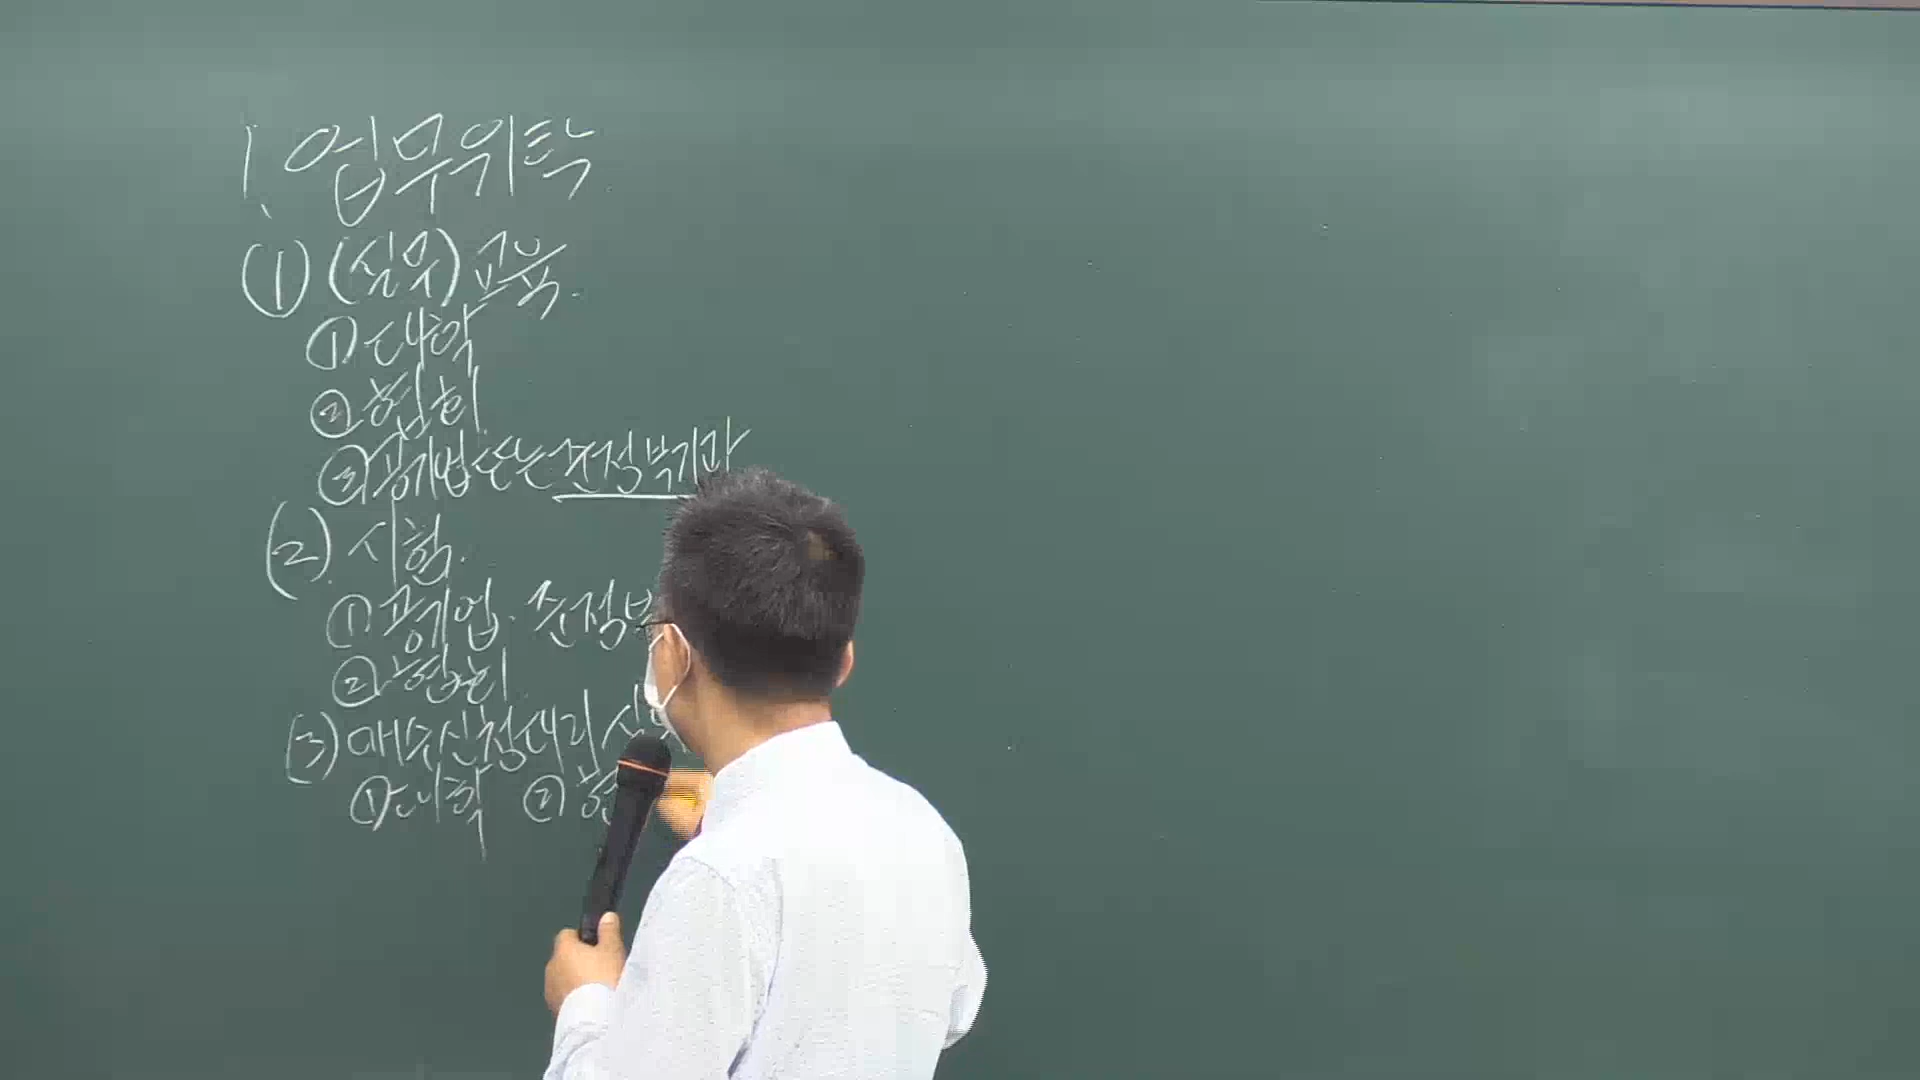 1. 업무위탁
(1) (실무) 교육.
① 대학
② 협회
③ 공기업 또는 준정부기관
(2) 시험.
① 공기업. 준정부
② 협회.
(3) 매수신청대리 실무
① 대학 ② 협